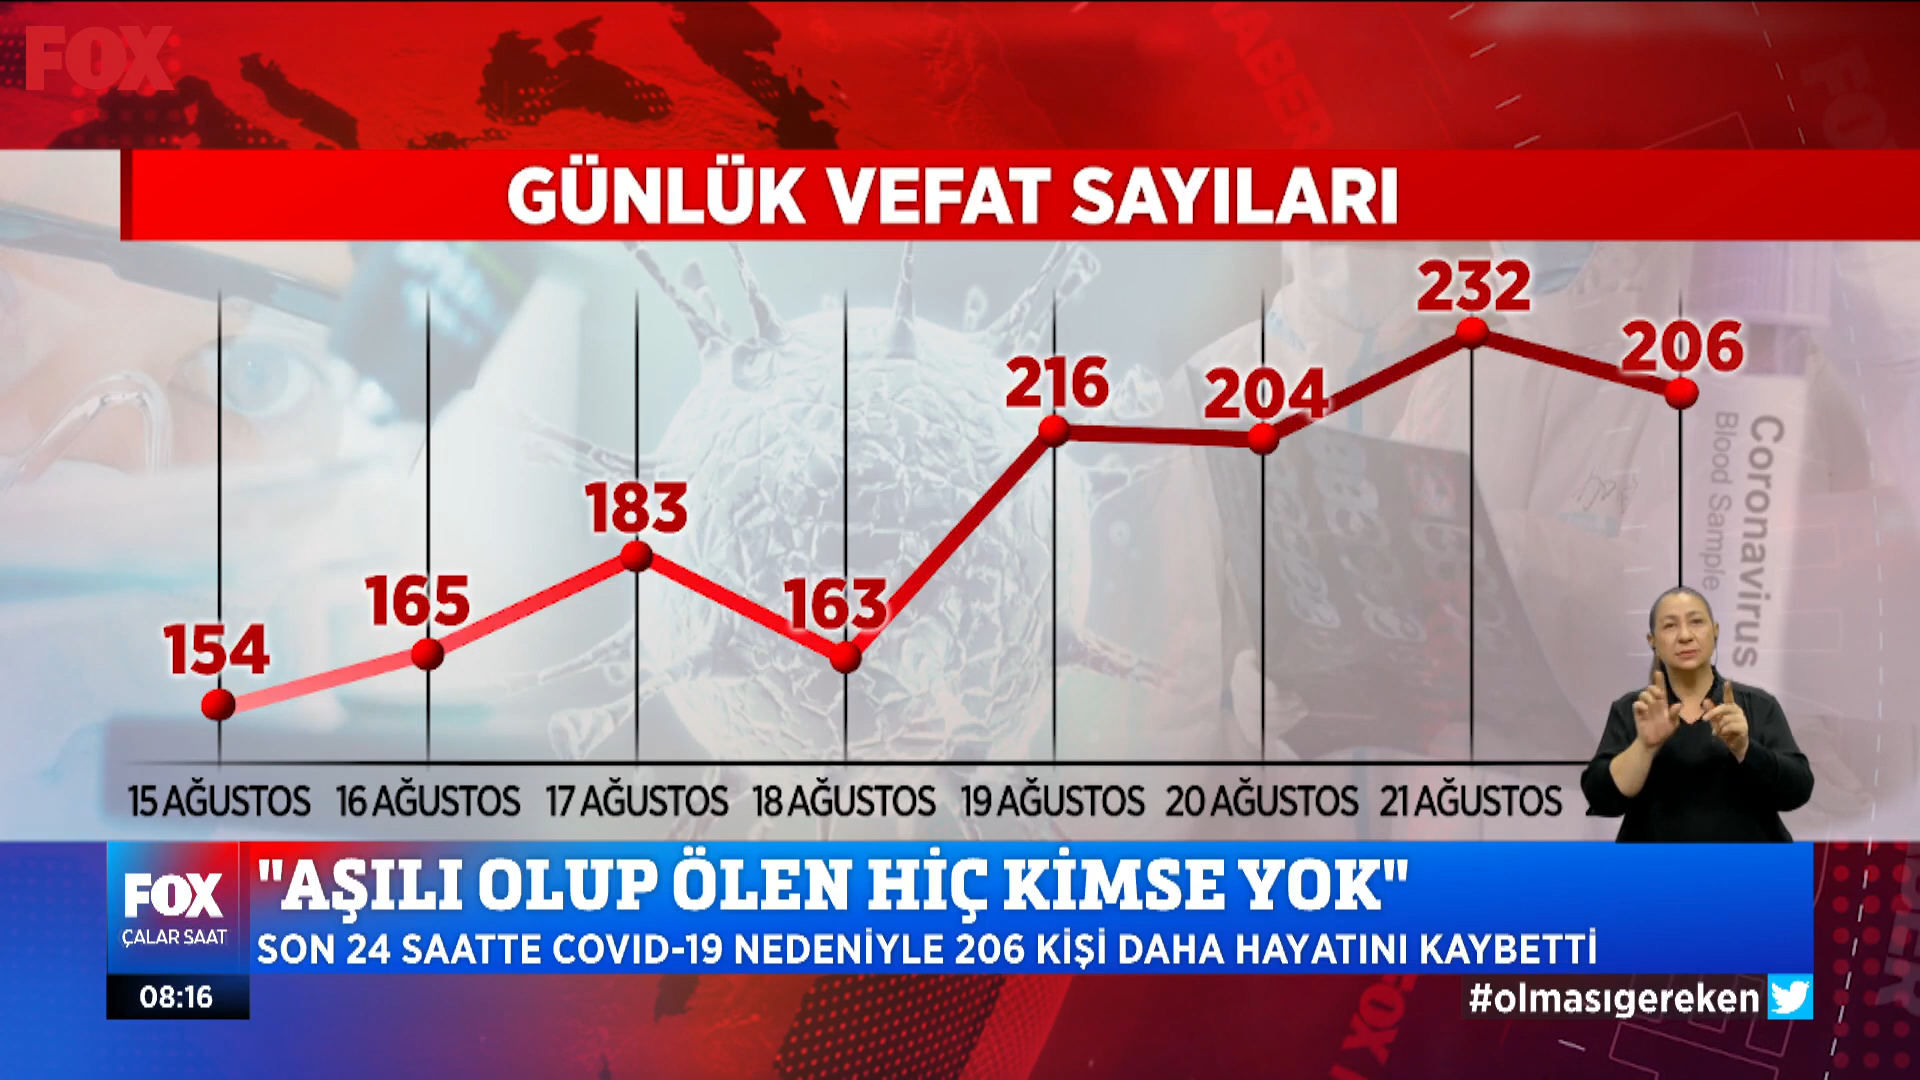 FOX
GÜNLÜK VEFAT SAYILARI
154
165
183
163
216
204
232
206
15 AĞUSTOS
16 AĞUSTOS
17 AĞUSTOS
18 AĞUSTOS
19 AĞUSTOS
20 AĞUSTOS
21 AĞUSTOS
Coronavirus
Blood Sample
FOX
ÇALAR SAAT
"AŞILI OLUP ÖLEN HİÇ KİMSE YOK"
SON 24 SAATTE COVID-19 NEDENİYLE 206 KİŞİ DAHA HAYATINI KAYBETTİ
08:16
#olmasıgereken